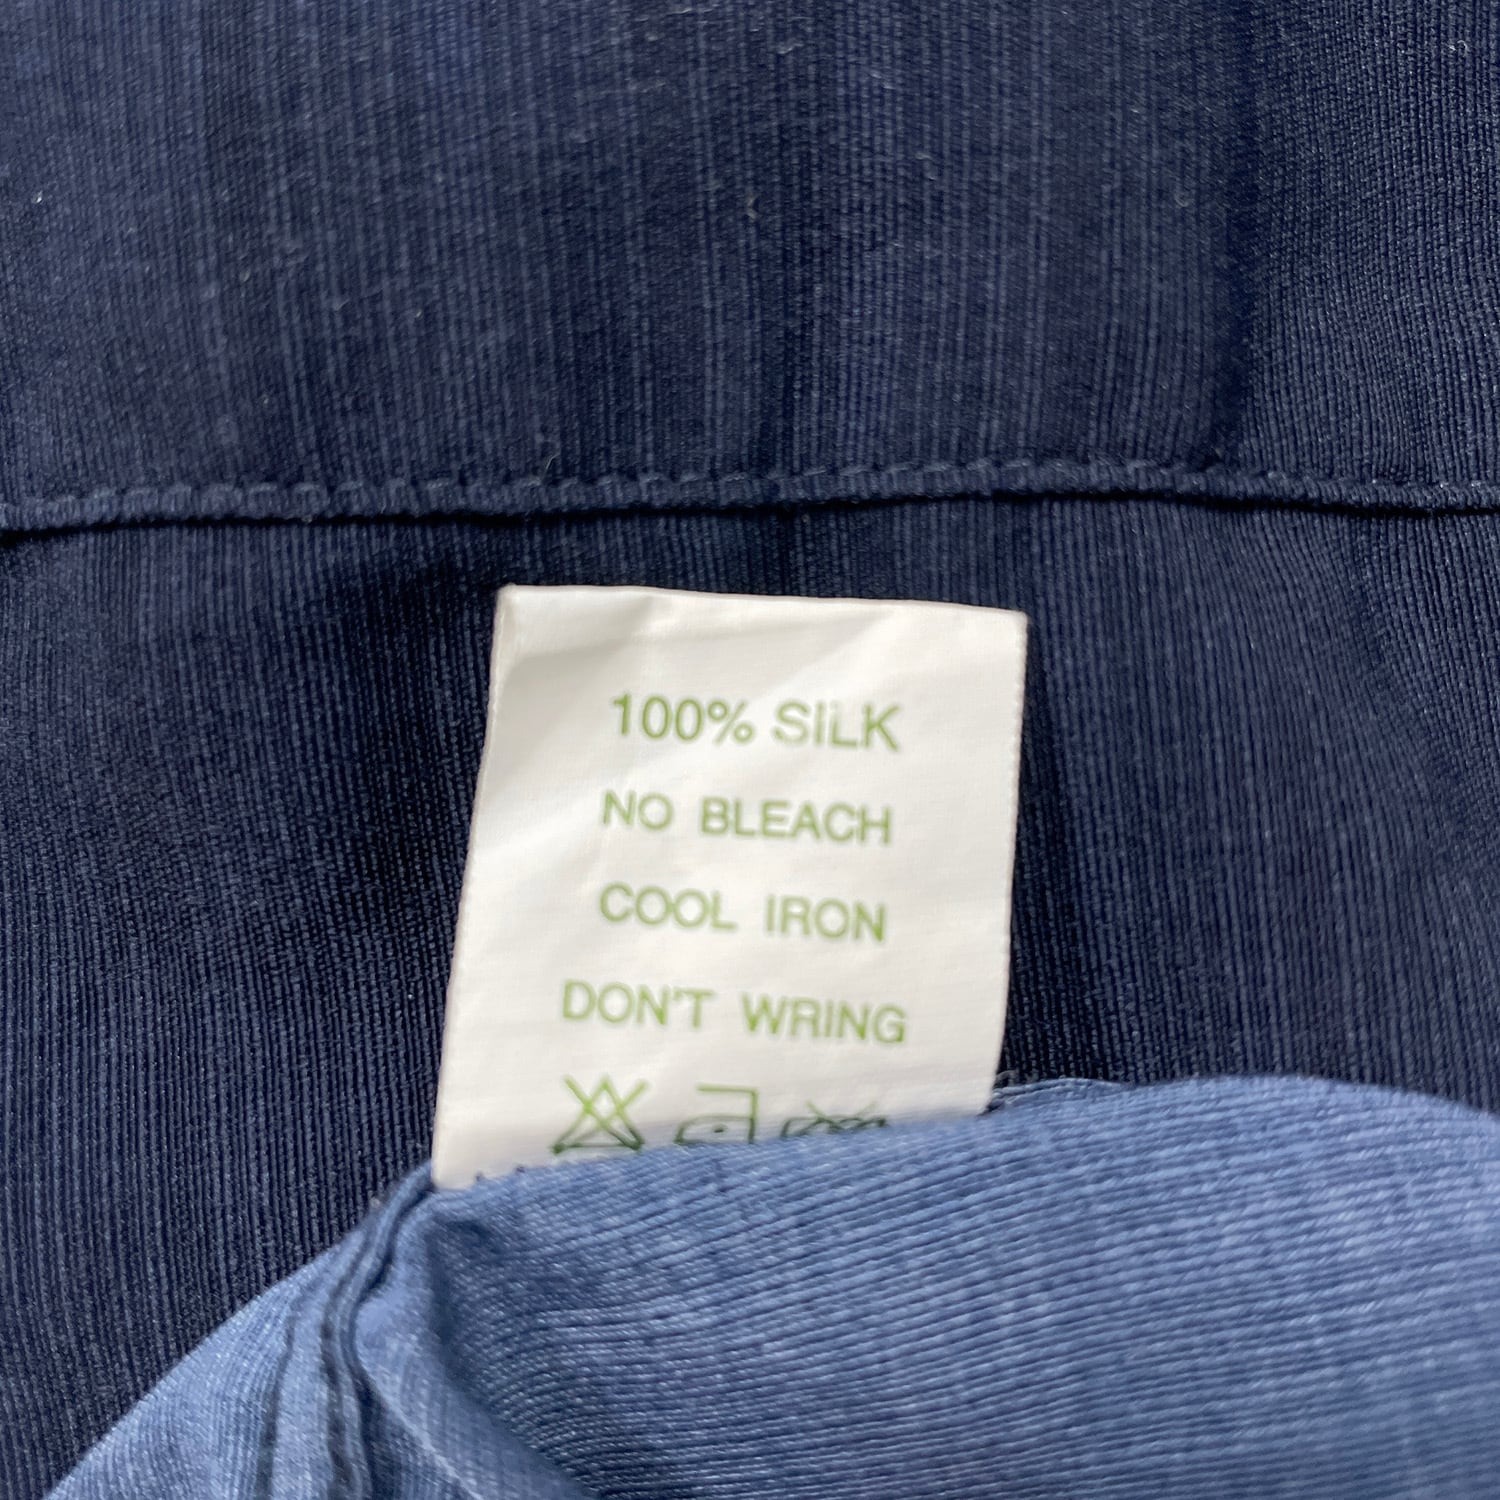 100% SILK
NO BLEACH
COOL IRON
DON'T WRING